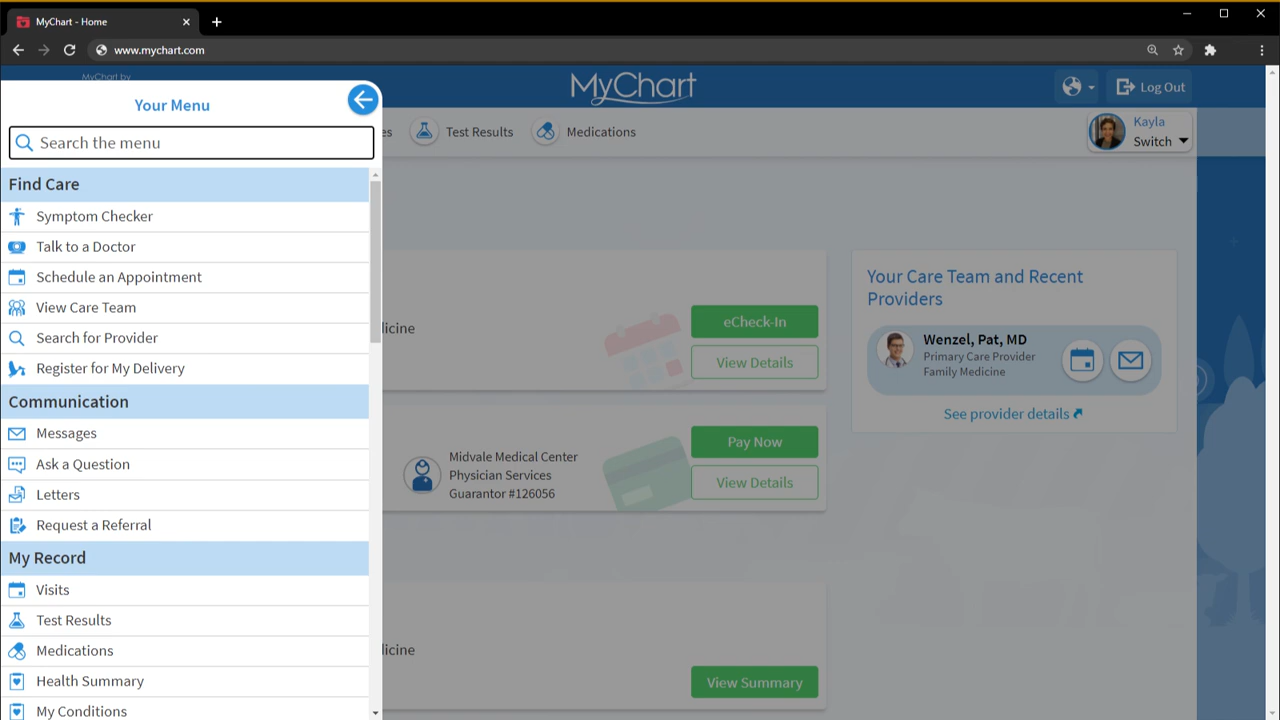 MyChart - Home
www.mychart.com
MyChart by
MyChart
Log Out
Your Menu
Search the menu
Test Results
Medications
Kayla
Switch
Find Care
Symptom Checker
Talk to a Doctor
Schedule an Appointment
View Care Team
Search for Provider
Register for My Delivery
Communication
Messages
Ask a Question
Letters
Request a Referral
My Record
Visits
Test Results
Medications
Health Summary
My Conditions
eCheck-In
View Details
Midvale Medical Center
Physician Services
Guarantor #126056
Pay Now
View Details
View Summary
Your Care Team and Recent
Providers
Wenzel, Pat, MD
Primary Care Provider
Family Medicine
See provider details